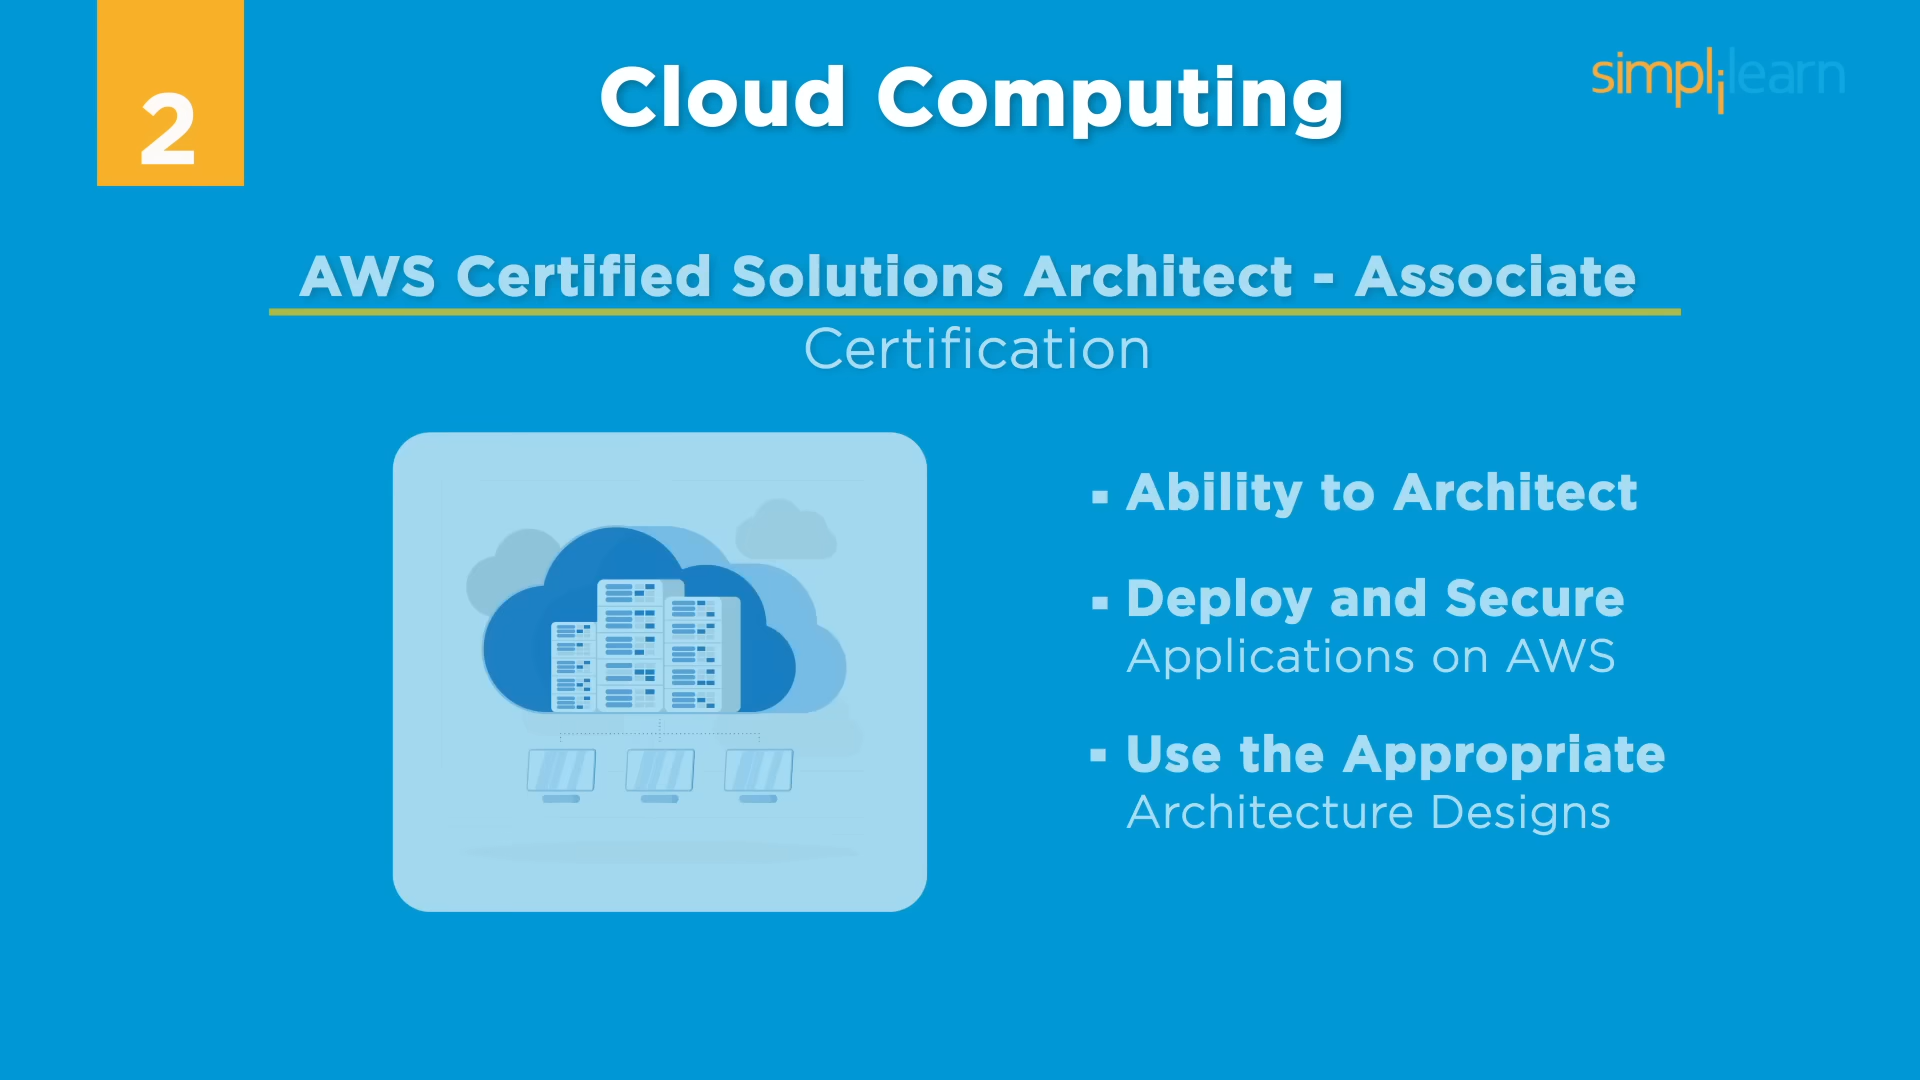 2
Cloud Computing
simplilearn
AWS Certified Solutions Architect - Associate
Certification
▪ Ability to Architect
▪ Deploy and Secure
Applications on AWS
▪ Use the Appropriate
Architecture Designs